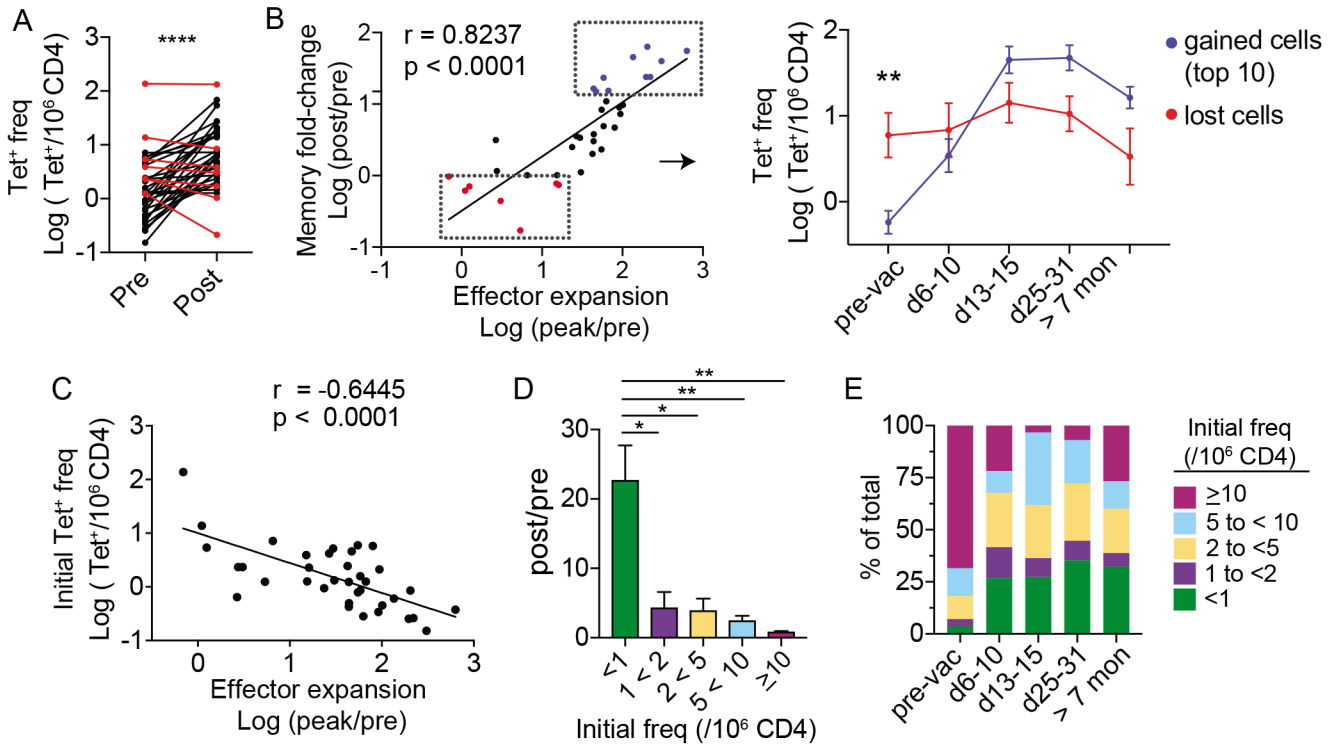 A
****
Tet⁺ freq
Log ( Tet⁺/10⁶ CD4)
3
2
1
0
-1
Pre
Post
B
r = 0.8237
p < 0.0001
Memory fold-change
Log (post/pre)
2
1
0
-1
-1
0
1
2
3
Effector expansion
Log (peak/pre)
Tet⁺ freq
Log ( Tet⁺/10⁶ CD4)
2
1
0
**
pre-vac
d6-10
d13-15
d25-31
> 7 mon
gained cells
(top 10)
lost cells
C
r = -0.6445
p < 0.0001
Initial Tet⁺ freq
Log ( Tet⁺/10⁶ CD4)
3
2
1
0
-1
0
1
2
3
Effector expansion
Log (peak/pre)
D
**
**
*
*
post/pre
30
20
10
0
<1
1 < 2
2 < 5
5 < 10
≥10
Initial freq (/10⁶ CD4)
E
% of total
100
75
50
25
0
pre-vac
d6-10
d13-15
d25-31
> 7 mon
Initial freq
(/10⁶ CD4)
≥10
5 to < 10
2 to <5
1 to <2
<1